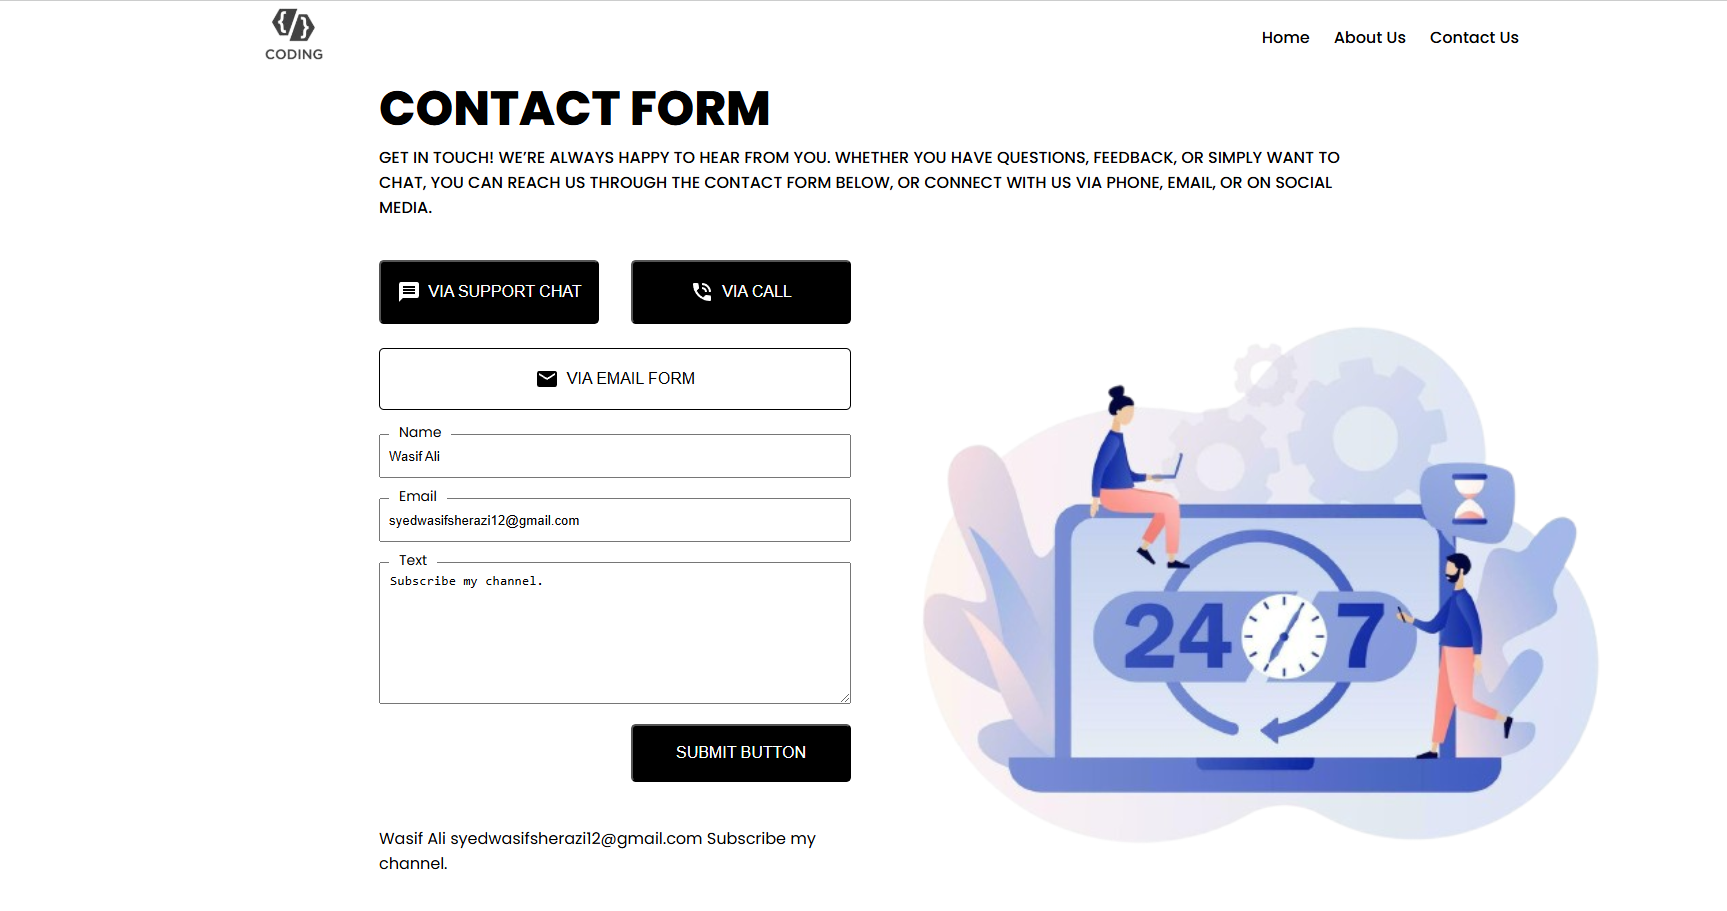 CODING
Home About Us Contact Us
CONTACT FORM
GET IN TOUCH! WE’RE ALWAYS HAPPY TO HEAR FROM YOU. WHETHER YOU HAVE QUESTIONS, FEEDBACK, OR SIMPLY WANT TO
CHAT, YOU CAN REACH US THROUGH THE CONTACT FORM BELOW, OR CONNECT WITH US VIA PHONE, EMAIL, OR ON SOCIAL
MEDIA.
VIA SUPPORT CHAT
VIA CALL
VIA EMAIL FORM
Name
Wasif Ali
Email
syedwasifsherazi12@gmail.com
Text
Subscribe my channel.
SUBMIT BUTTON
Wasif Ali syedwasifsherazi12@gmail.com Subscribe my
channel.
24 7